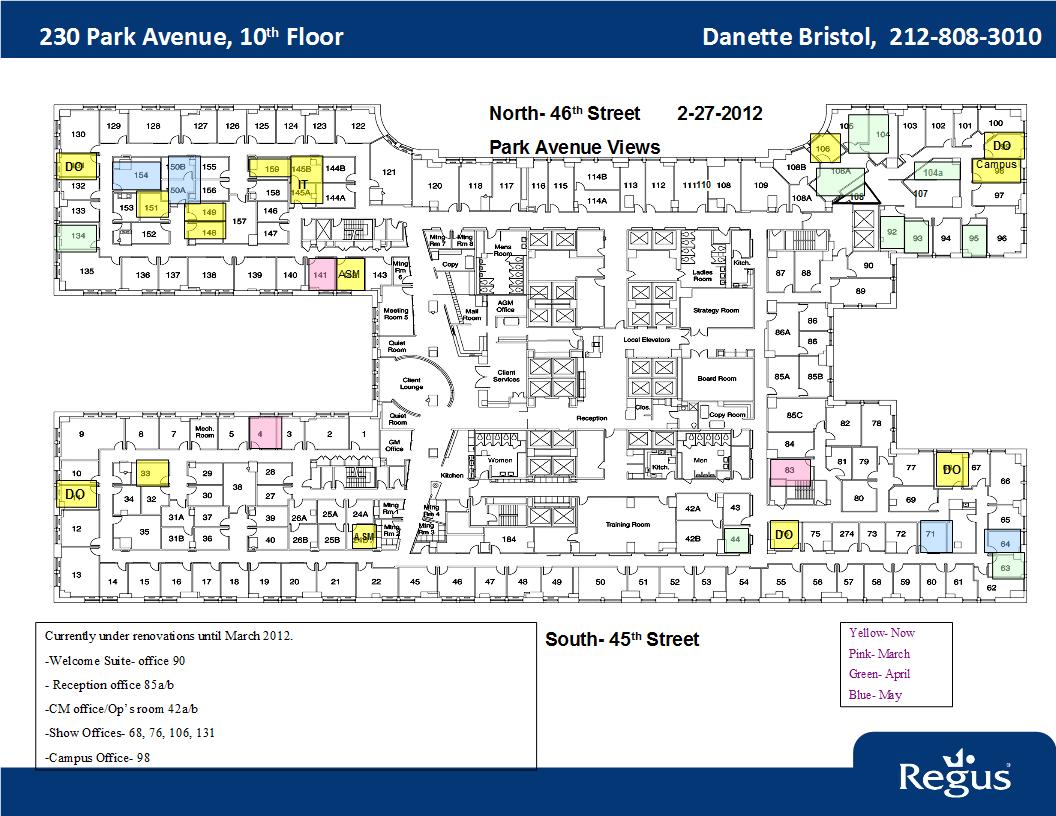 230 Park Avenue, 10th Floor
Danette Bristol, 212-808-3010
North- 46th Street 2-27-2012
Park Avenue Views
130 129 128 127 126 125 124 123 122
121 120 118 117 116 115 114B 113 112 111 110 108 109
114A
108B 108A 106 105 104 103 102 101 100
DO 154 150B 155 159 145B 144B
132 150A 156 158 IT 145A 144A
133 153 151 149 157 146
134 152 148 147
106A 108 104a 107 DO
Campus
98
97
92 93 94 95 96
135 136 137 138 139 140 141 ASM 143
Mtng
Rm 7
Mtng
Rm 8
Mens
Room
Copy
Mtng
Rm
6
Ladies
Room
Kitch.
87 88 90
89
Meeting
Room 5
Mail
Room
AGM
Office
Strategy Room
86A 86
86
Quiet
Room
Local Elevators
Client
Lounge
Client
Services
Board Room
85A 85B
Quiet
Room
Reception
Clos.
Copy Room
85C 82 78
9 8 7
Mech.
Room
5 4 3 2 1
GM
Office
84
Kitchen
Women
Kitch.
Men
83 81 79 77 DO 67
80 69 66
10 33 29 28
DO 34 32 30 38 27
12 35 31A 37 39 26A 25A 24A
31B 36 40 26B 25B ASM
Mtng
Rm 1
Mtng
Rm 2
Mtng
Rm 4
Mtng
Rm 3
184
Training Room
42A 43
42B 44
DO 75 274 73 72 71 65
64
63
13 14 15 16 17 18 19 20 21 22 45 46 47 48 49 50 51 52 53 54 55 56 57 58 59 60 61 62
Currently under renovations until March 2012.
-Welcome Suite- office 90
- Reception office 85a/b
-CM office/Op's room 42a/b
-Show Offices- 68, 76, 106, 131
-Campus Office- 98
South- 45th Street
Yellow- Now
Pink- March
Green- April
Blue- May
Regus